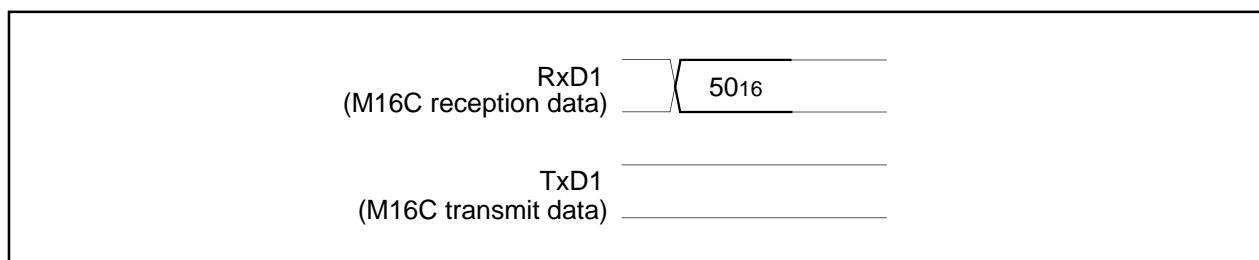 RxD1
(M16C reception data)
5016
TxD1
(M16C transmit data)